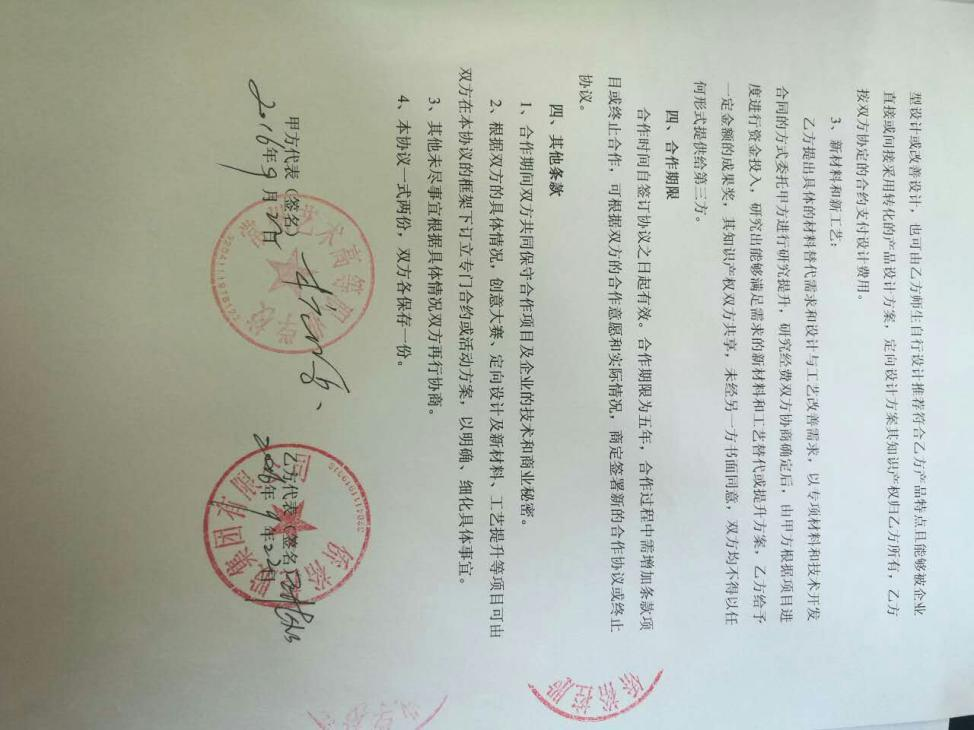 型设计或改善设计，也可由乙方师生自行设计推荐符合乙方产品特点且能够被企业
直接或间接采用转化的产品设计方案，定向设计方案其知识产权归乙方所有，乙方
按双方协定的合约支付设计费用。
3、新材料和新工艺：
乙方提出具体的材料替代需求和设计与工艺改善需求，以专项材料和技术开发
合同的方式委托甲方进行研究提升，研究经费双方协商确定后，由甲方根据项目进
度进行资金投入，研究出能够满足需求的新材料和工艺替代或提升方案，乙方给予
一定金额的成果奖，其知识产权双方共享，未经另一方书面同意，双方均不得以任
何形式提供给第三方。
四、合作期限
合作时间自签订协议之日起有效。合作期限为五年，合作过程中需增加条款项
目或终止合作，可根据双方的合作意愿和实际情况，商定签署新的合作协议或终止
协议。
四、其他条款
1、合作期间双方共同保守合作项目及企业的技术和商业秘密。
2、根据双方的具体情况，创意大赛、定向设计及新材料、工艺提升等项目可由
双方在本协议的框架下订立专门合约或活动方案，以明确、细化具体事宜。
3、其他未尽事宜根据具体情况双方再行协商。
4、本协议一式两份，双方各保存一份。
甲方代表（签名）
乙方代表（签名）
2016年9月22日
2016年9年22日
艺术高等职
学校
集团有限
裕
裕控股